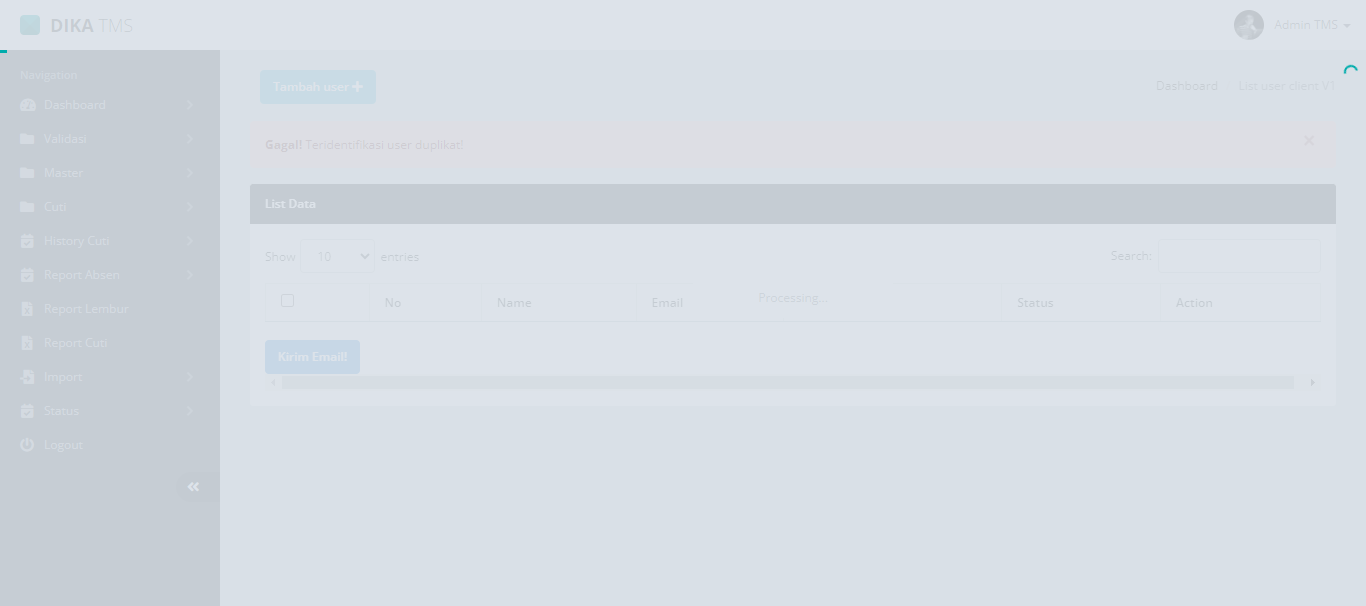 DIKA TMS
Admin TMS
Navigation
Dashboard
Validasi
Master
Cuti
History Cuti
Report Absen
Report Lembur
Report Cuti
Import
Status
Logout
Tambah user
Dashboard / List user client V1
Gagal! Teridentifikasi user duplikat!
×
List Data
Show 10 entries
Search:
No Name Email Status Action
Processing...
Kirim Email!